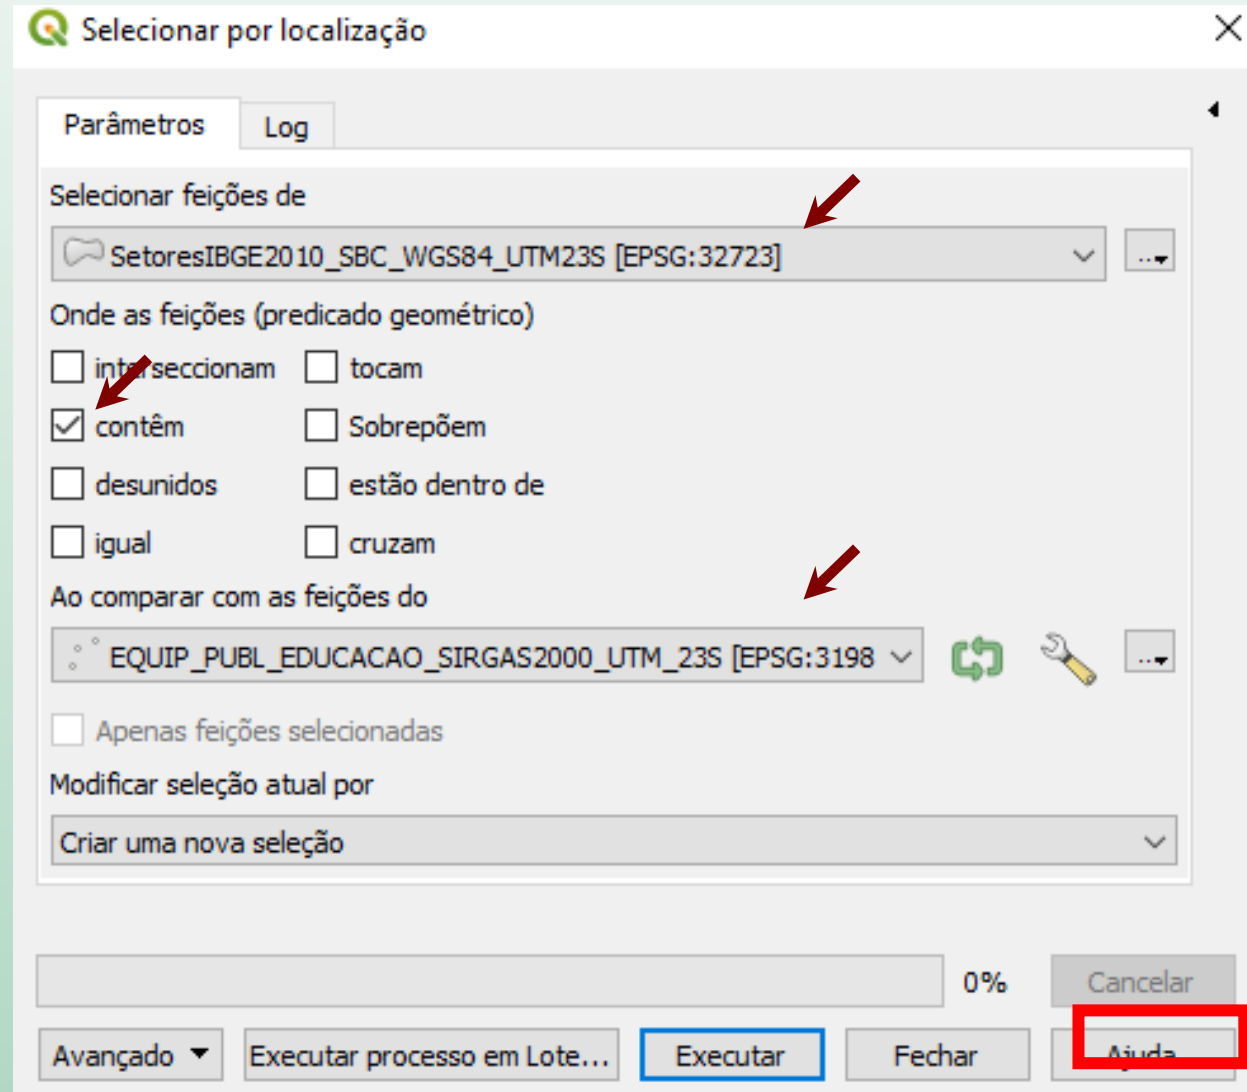 Selecionar por localização
Parâmetros Log
Selecionar feições de
SetoresIBGE2010_SBC_WGS84_UTM23S [EPSG:32723]
...
Onde as feições (predicado geométrico)
interseccionam tocam
contêm Sobrepõem
desunidos estão dentro de
igual cruzam
Ao comparar com as feições do
EQUIP_PUBL_EDUCACAO_SIRGAS2000_UTM_23S [EPSG:3198
...
Apenas feições selecionadas
Modificar seleção atual por
Criar uma nova seleção
0% Cancelar
Avançado Executar processo em Lote... Executar Fechar Ajuda